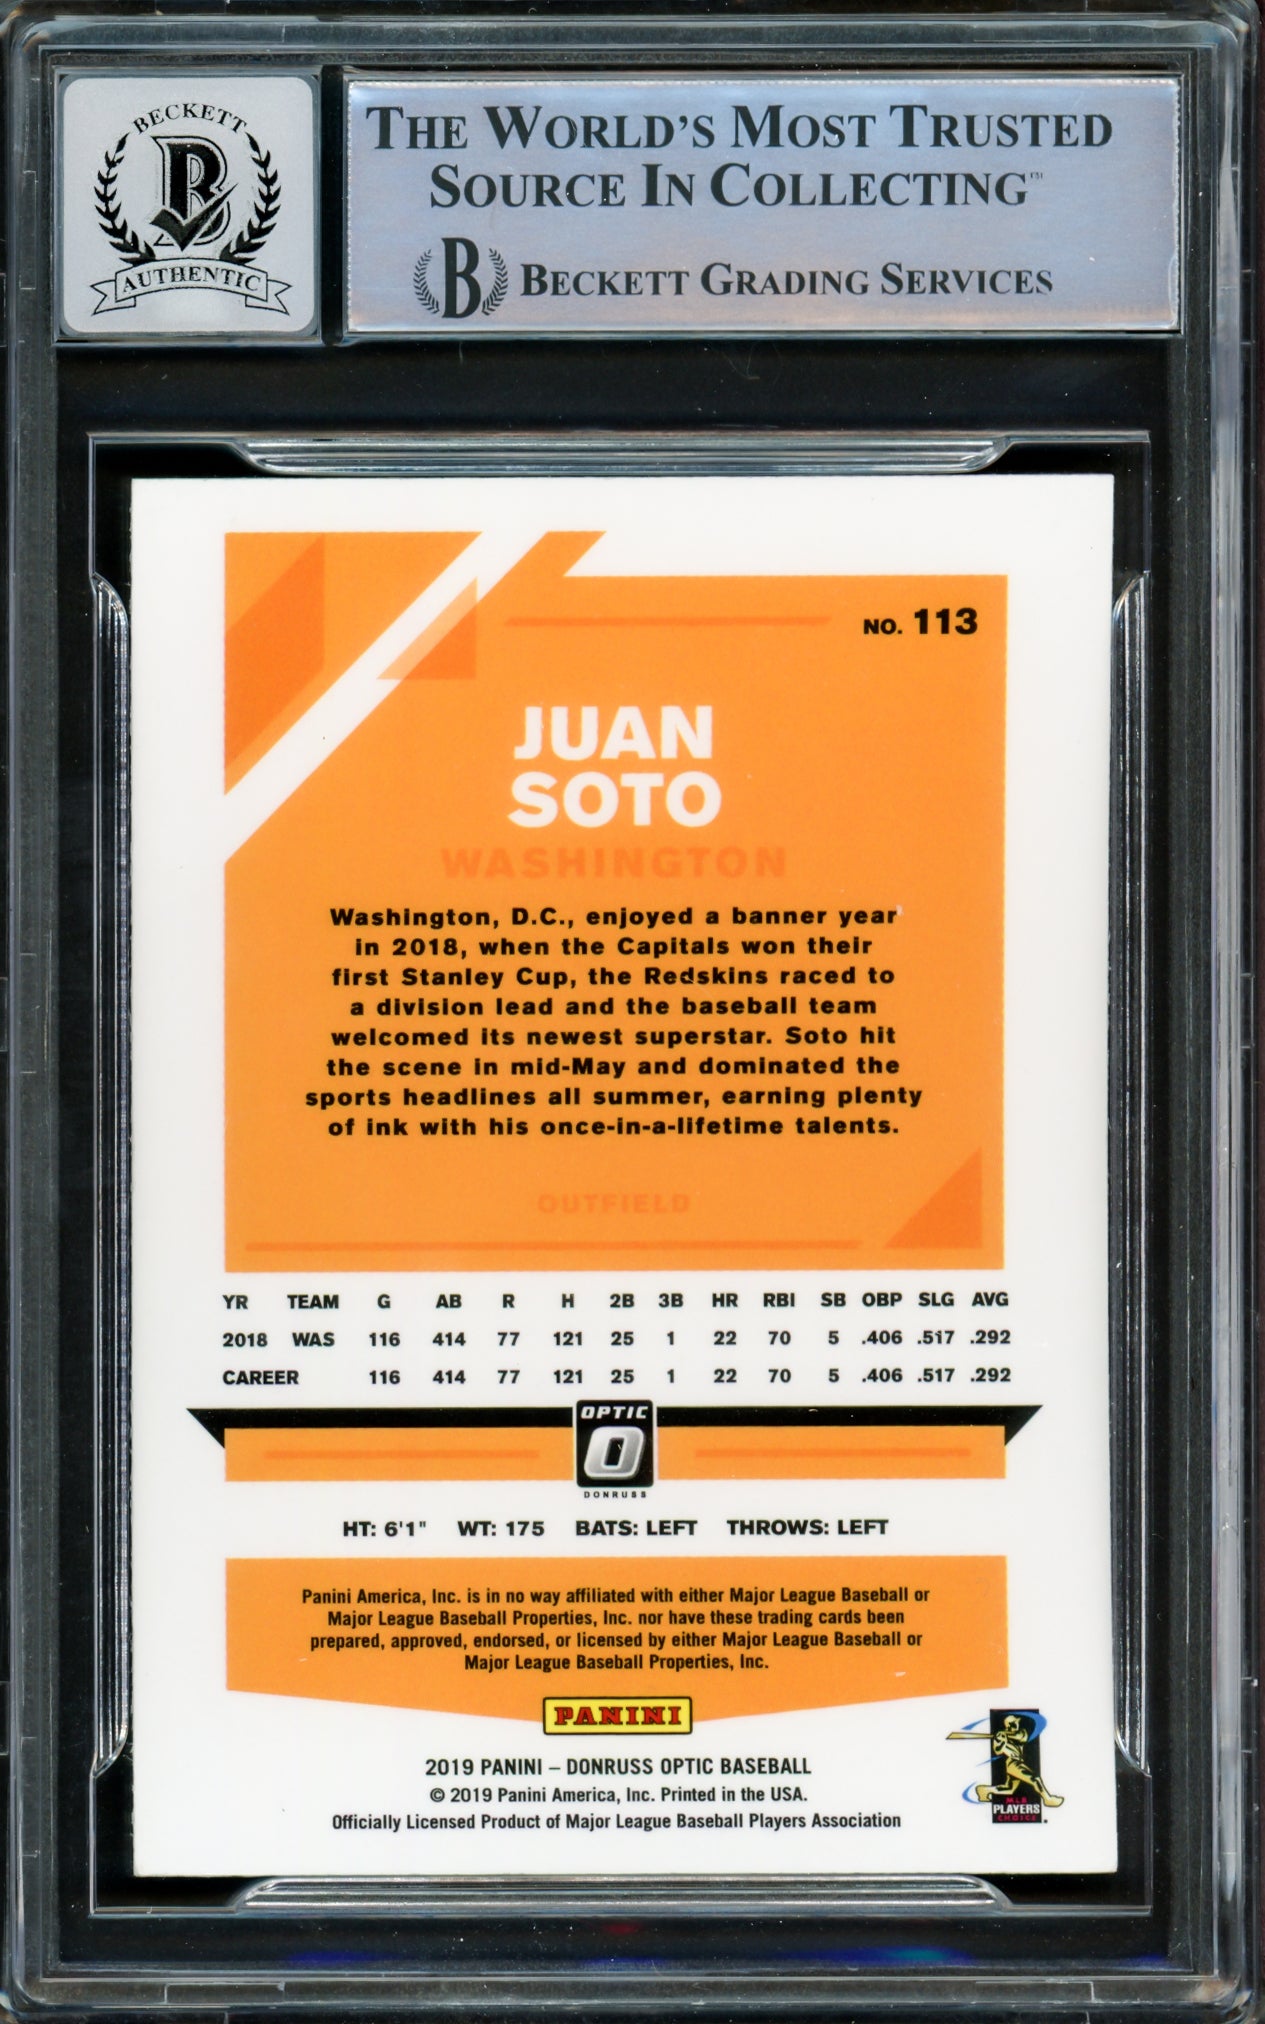 BECKETT
B
AUTHENTIC
THE WORLD'S MOST TRUSTED
SOURCE IN COLLECTING™
B BECKETT GRADING SERVICES
NO. 113
JUAN
SOTO
WASHINGTON
Washington, D.C., enjoyed a banner year
in 2018, when the Capitals won their
first Stanley Cup, the Redskins raced to
a division lead and the baseball team
welcomed its newest superstar. Soto hit
the scene in mid-May and dominated the
sports headlines all summer, earning plenty
of ink with his once-in-a-lifetime talents.
OUTFIELD
YR TEAM G AB R H 2B 3B HR RBI SB OBP SLG AVG
2018 WAS 116 414 77 121 25 1 22 70 5 .406 .517 .292
CAREER 116 414 77 121 25 1 22 70 5 .406 .517 .292
OPTIC
O
DONRUSS
HT: 6'1" WT: 175 BATS: LEFT THROWS: LEFT
Panini America, Inc. is in no way affiliated with either Major League Baseball or
Major League Baseball Properties, Inc. nor have these trading cards been
prepared, approved, endorsed, or licensed by either Major League Baseball or
Major League Baseball Properties, Inc.
PANINI
2019 PANINI – DONRUSS OPTIC BASEBALL
© 2019 Panini America, Inc. Printed in the USA.
Officially Licensed Product of Major League Baseball Players Association
MLB
PLAYERS
CHOICE